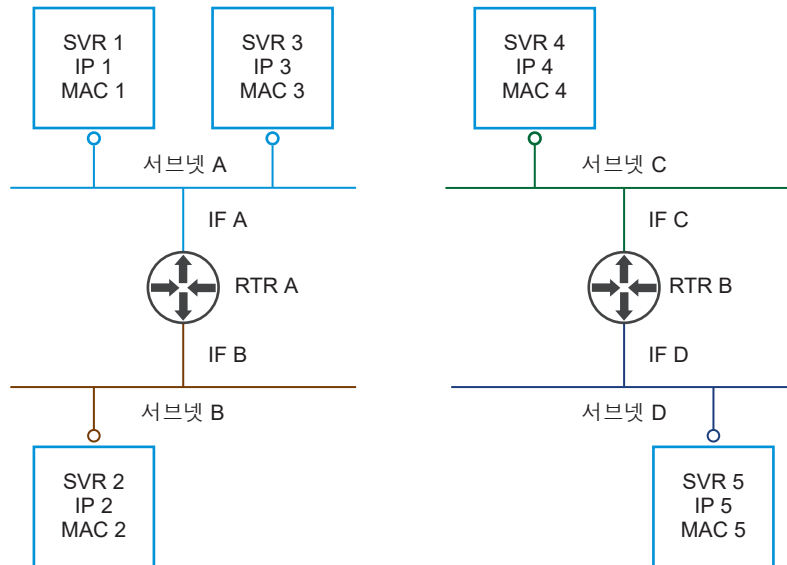 SVR 1
IP 1
MAC 1
SVR 3
IP 3
MAC 3
서브넷 A
IF A
RTR A
IF B
서브넷 B
SVR 2
IP 2
MAC 2
SVR 4
IP 4
MAC 4
서브넷 C
IF C
RTR B
IF D
서브넷 D
SVR 5
IP 5
MAC 5